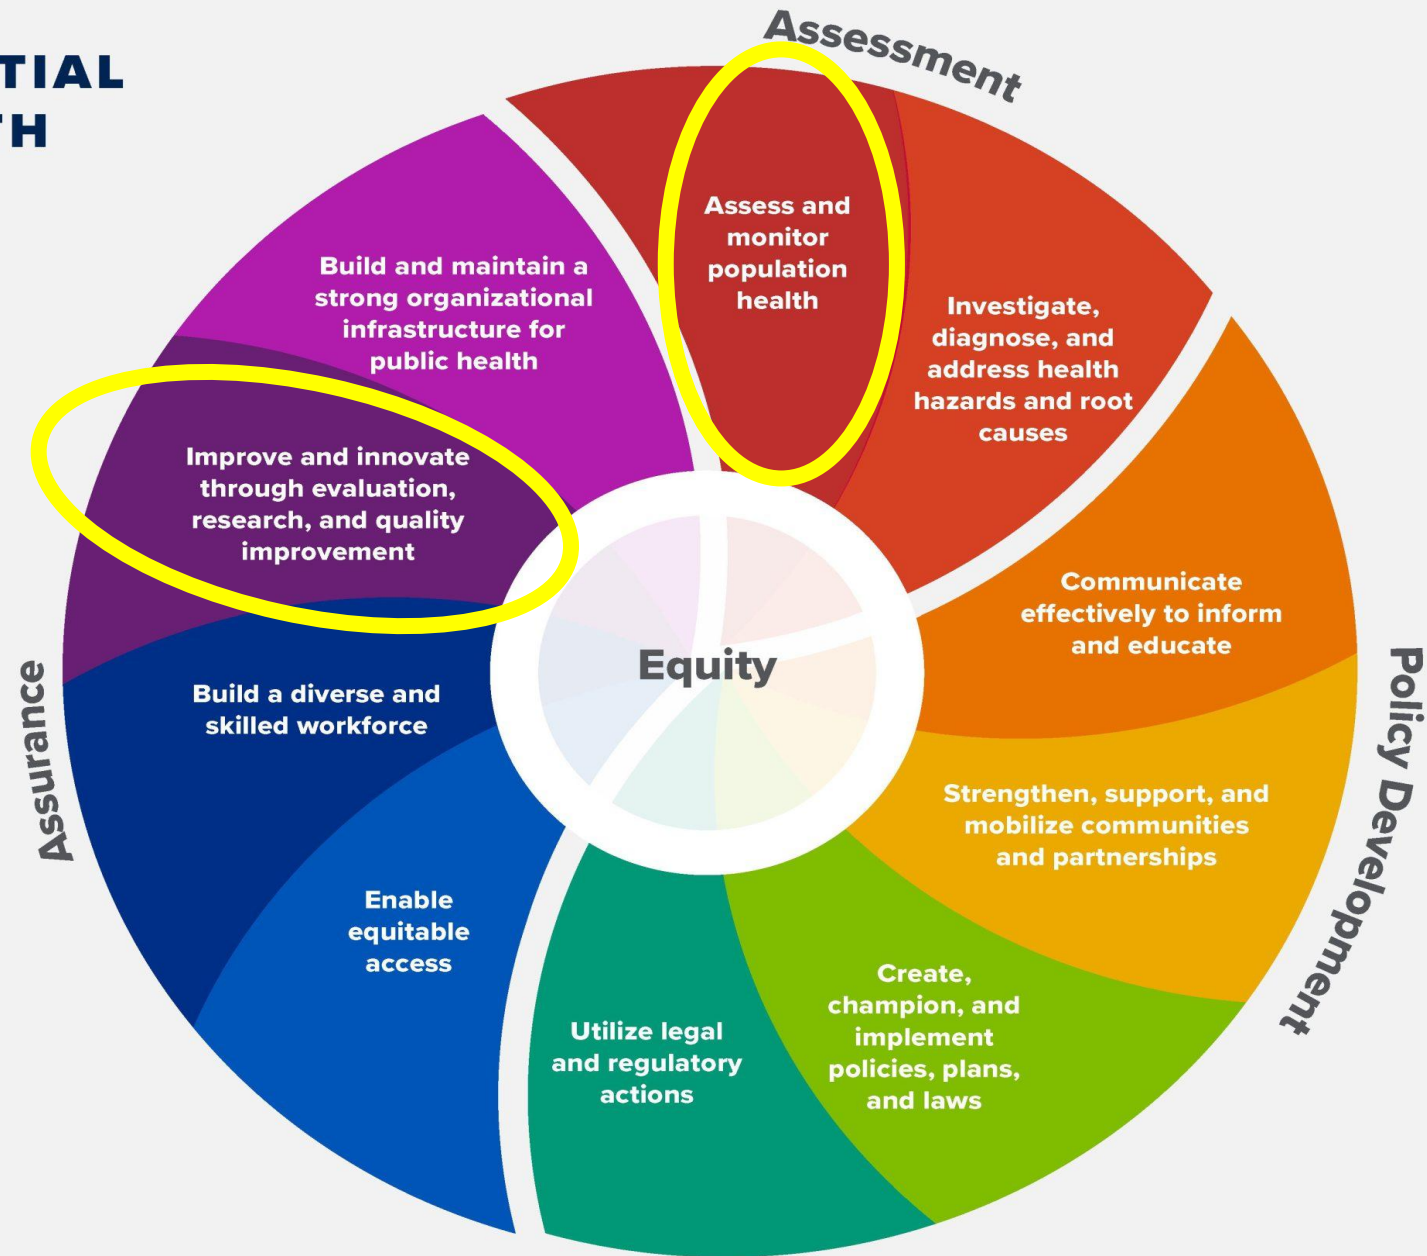 TIAL
TH
Assessment
Assess and
monitor
population
health
Investigate,
diagnose, and
address health
hazards and root
causes
Communicate
effectively to inform
and educate
Strengthen, support, and
mobilize communities
and partnerships
Policy Development
Create,
champion, and
implement
policies, plans,
and laws
Utilize legal
and regulatory
actions
Enable
equitable
access
Build a diverse and
skilled workforce
Assurance
Improve and innovate
through evaluation,
research, and quality
improvement
Build and maintain a
strong organizational
infrastructure for
public health
Equity